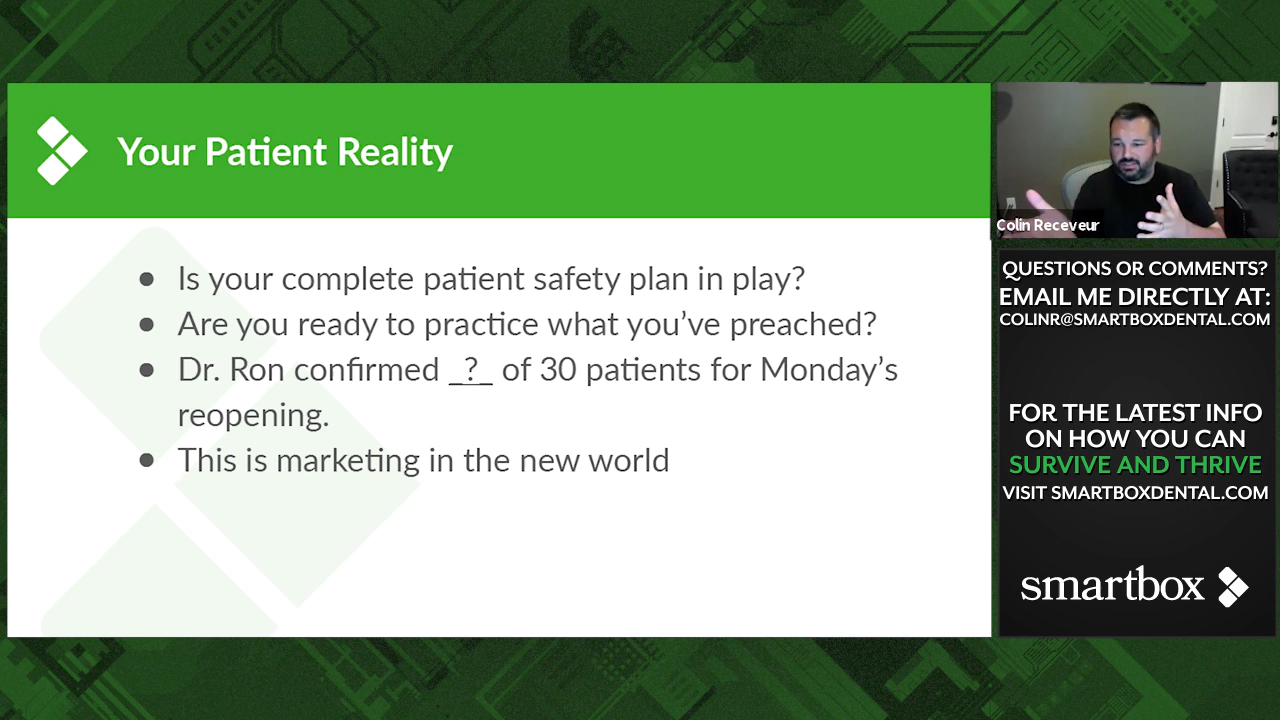 Your Patient Reality
● Is your complete patient safety plan in play?
● Are you ready to practice what you've preached?
● Dr. Ron confirmed _?_ of 30 patients for Monday's
reopening.
● This is marketing in the new world
Colin Receveur
QUESTIONS OR COMMENTS?
EMAIL ME DIRECTLY AT:
COLINR@SMARTBOXDENTAL.COM
FOR THE LATEST INFO
ON HOW YOU CAN
SURVIVE AND THRIVE
VISIT SMARTBOXDENTAL.COM
smartbox